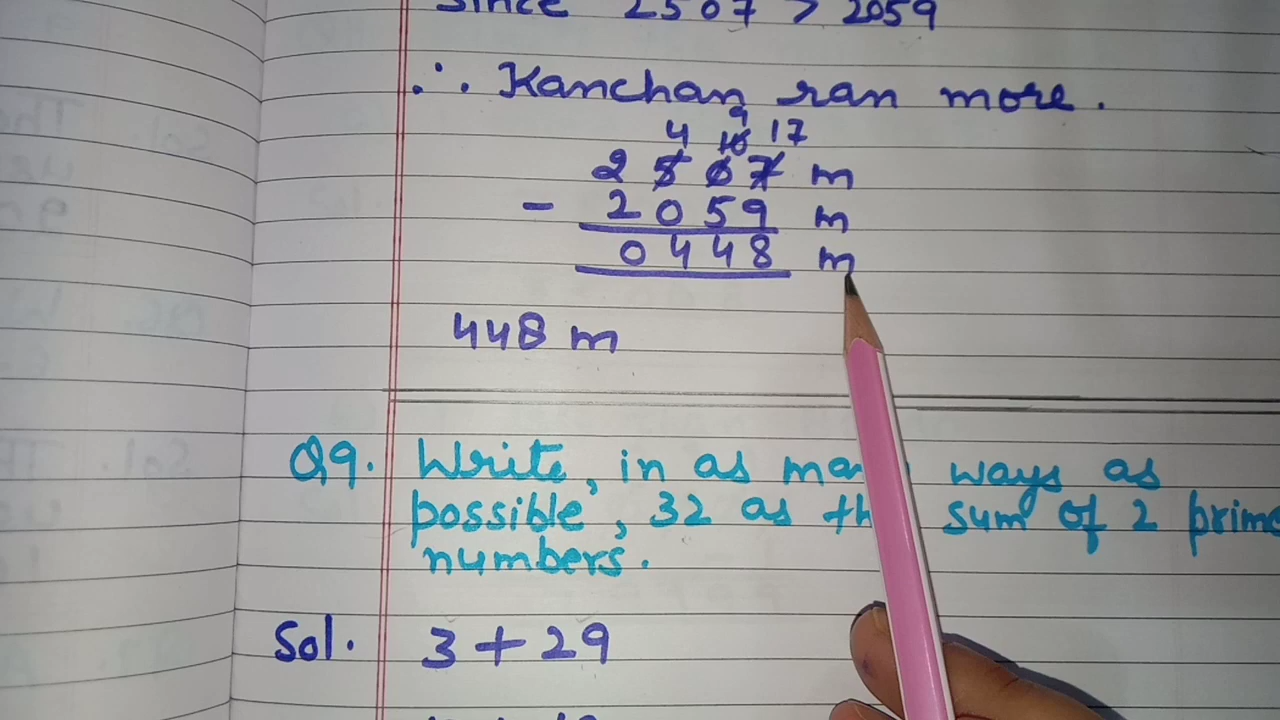 Since 2507 > 2059
∴ Kanchan ran more.
9
4 10 17
2 5 0 7 m
- 2 0 5 9 m
0 4 4 8 m
448 m
Q9. Write, in as many ways as
possible, 32 as the sum of 2 prime
numbers.
Sol. 3 + 29